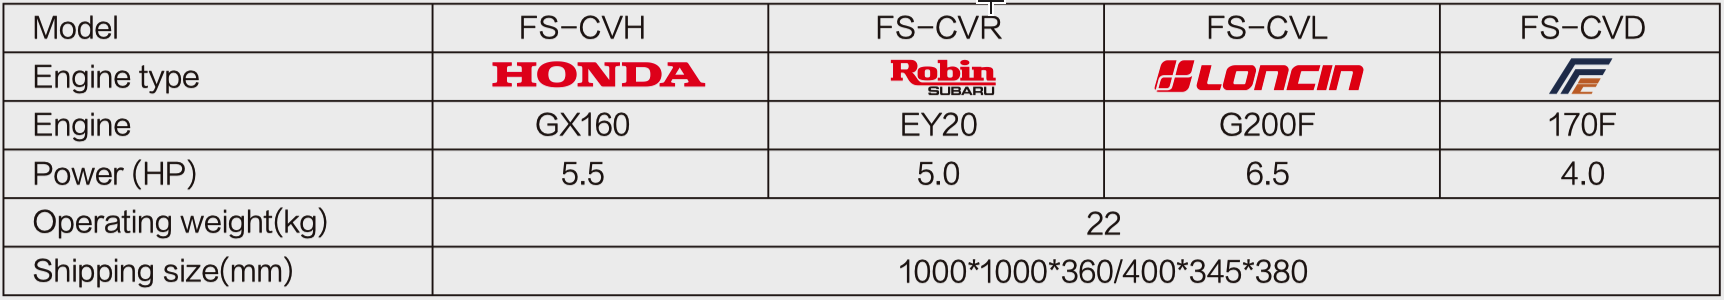 Model FS-CVH FS-CVR FS-CVL FS-CVD
Engine type HONDA Robin SUBARU LONCIN FE
Engine GX160 EY20 G200F 170F
Power (HP) 5.5 5.0 6.5 4.0
Operating weight(kg) 22
Shipping size(mm) 1000*1000*360/400*345*380